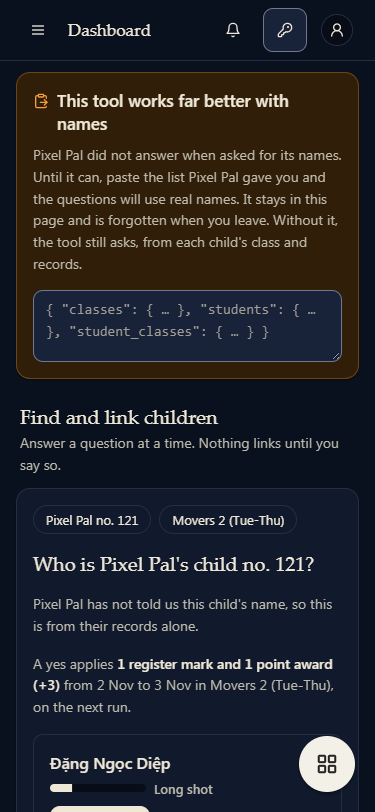 Dashboard
This tool works far better with
names
Pixel Pal did not answer when asked for its names.
Until it can, paste the list Pixel Pal gave you and
the questions will use real names. It stays in this
page and is forgotten when you leave. Without it,
the tool still asks, from each child's class and
records.
{ "classes": { … }, "students": { …
}, "student_classes": { … } }
Find and link children
Answer a question at a time. Nothing links until you
say so.
Pixel Pal no. 121
Movers 2 (Tue-Thu)
Who is Pixel Pal's child no. 121?
Pixel Pal has not told us this child's name, so this
is from their records alone.
A yes applies 1 register mark and 1 point award
(+3) from 2 Nov to 3 Nov in Movers 2 (Tue-Thu),
on the next run.
Đặng Ngọc Diệp
Long shot